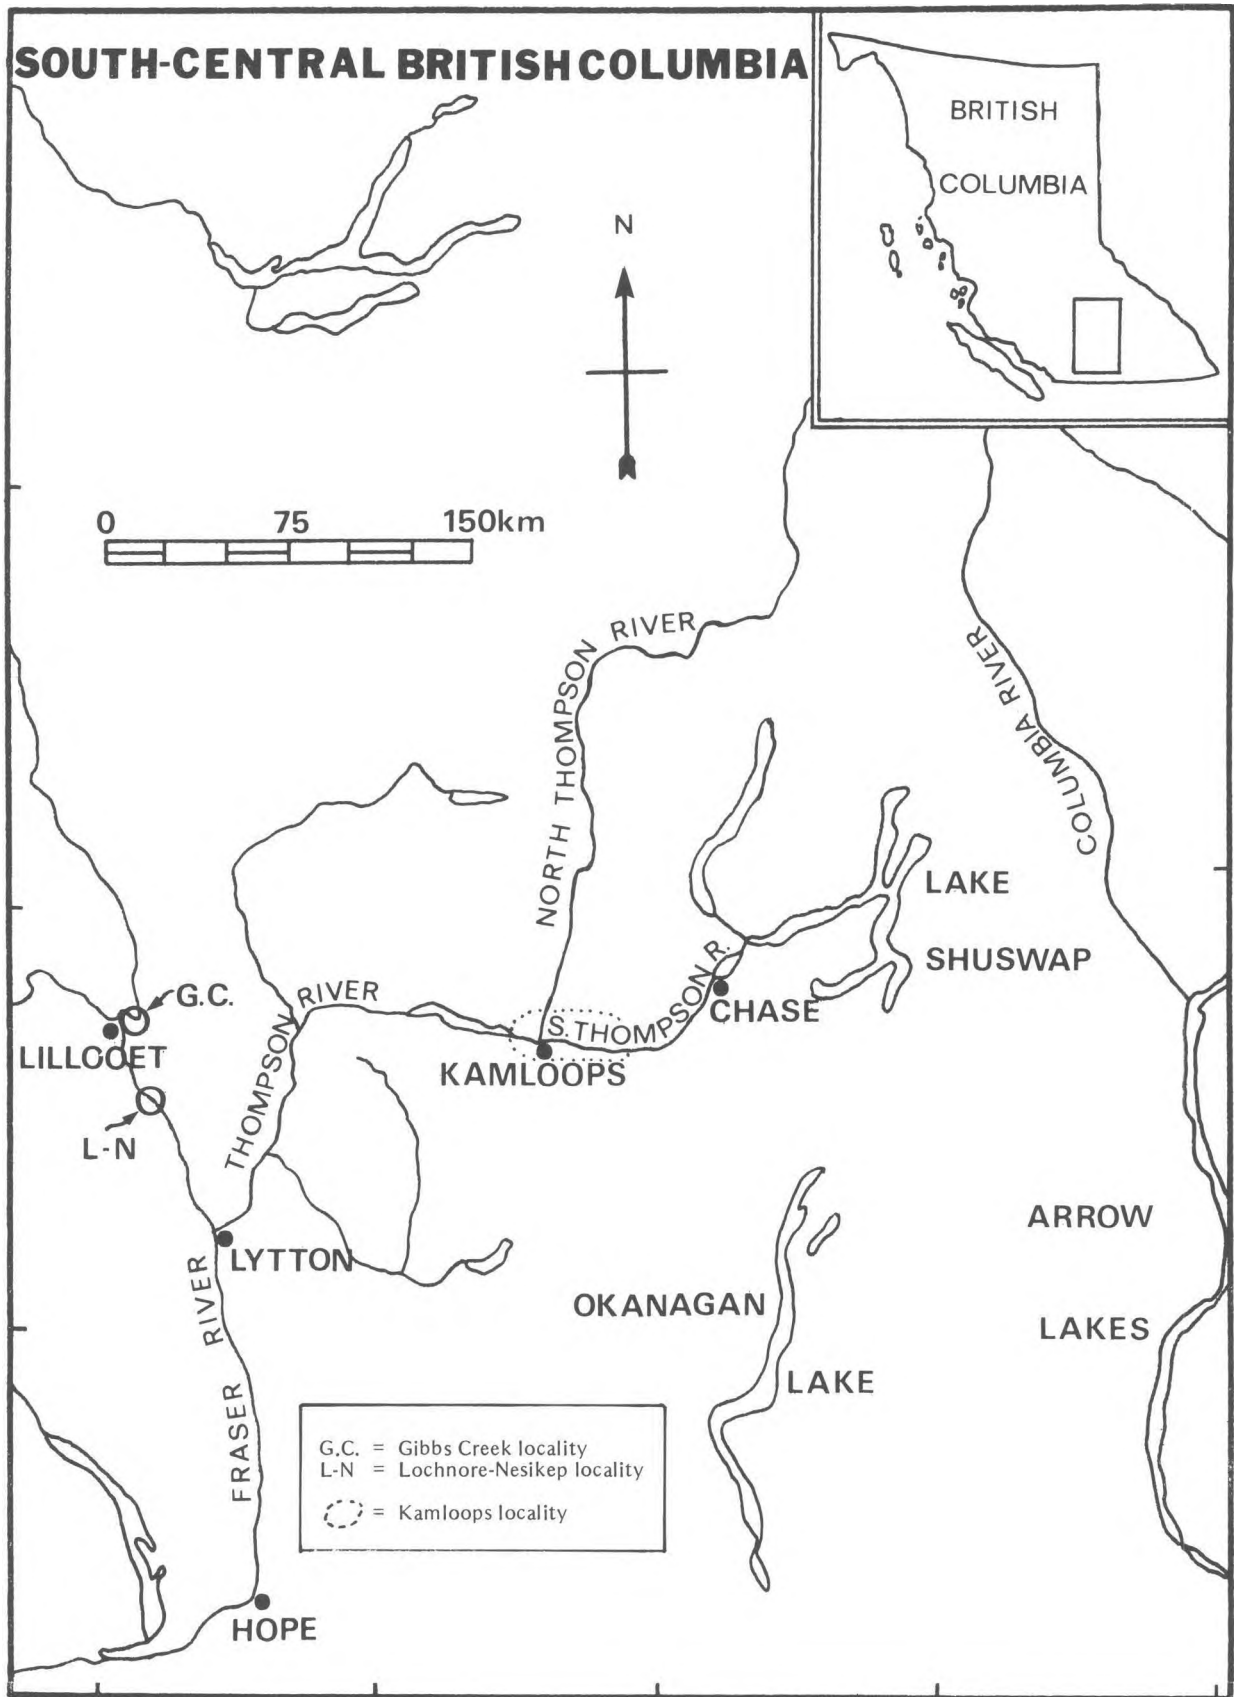 SOUTH-CENTRAL BRITISH COLUMBIA
BRITISH
COLUMBIA
N
0 75 150km
NORTH THOMPSON RIVER
COLUMBIA RIVER
LAKE
SHUSWAP
G.C.
THOMPSON RIVER
S. THOMPSON R.
CHASE
LILLOOET
KAMLOOPS
L-N
LYTTON
ARROW
LAKES
OKANAGAN
LAKE
FRASER RIVER
G.C. = Gibbs Creek locality
L-N = Lochnore-Nesikep locality
= Kamloops locality
HOPE